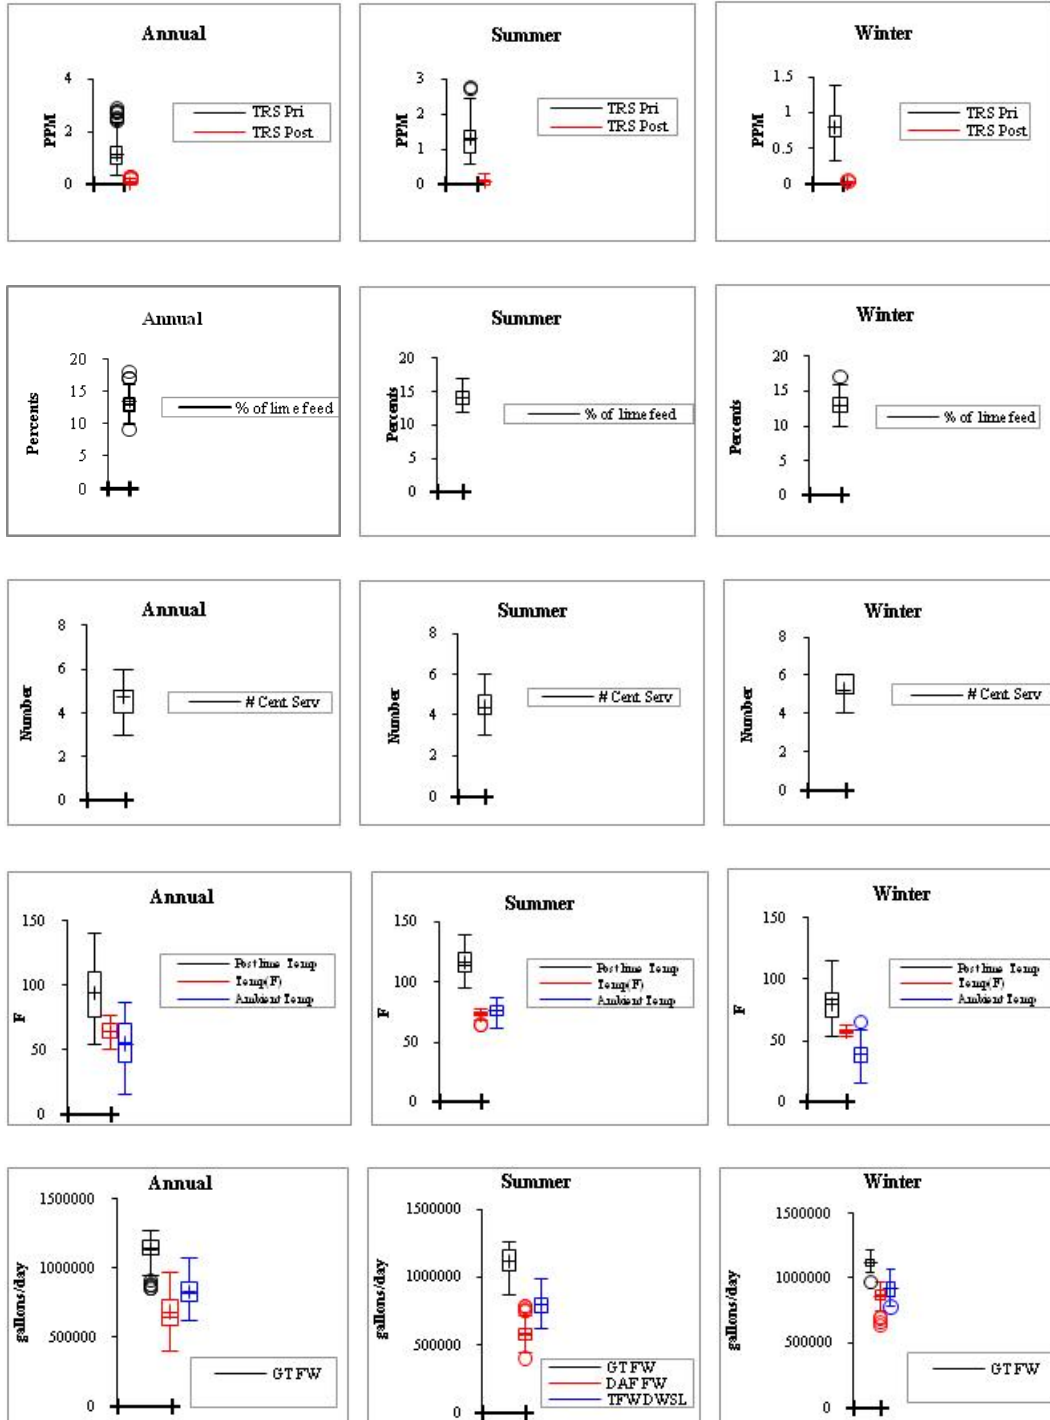 Annual
PPM
4
2
0
TRS Pri
TRS Post
Summer
PPM
3
2
1
0
TRS Pri
TRS Post
Winter
PPM
1.5
1
0.5
0
TRS Pri
TRS Post
Annual
Percents
20
15
10
5
0
% of lime feed
Summer
Percents
20
15
10
5
0
% of lime feed
Winter
Percents
20
15
10
5
0
% of lime feed
Annual
Number
8
6
4
2
0
# Cent. Serv
Summer
Number
8
6
4
2
0
# Cent. Serv
Winter
Number
8
6
4
2
0
# Cent. Serv
Annual
F
150
100
50
0
Post lime Temp
Temp(F)
Ambient Temp
Summer
F
150
100
50
0
Post lime Temp
Temp(F)
Ambient Temp
Winter
F
150
100
50
0
Post lime Temp
Temp(F)
Ambient Temp
Annual
gallons/day
1500000
1000000
500000
0
GTFW
Summer
gallons/day
1500000
1000000
500000
0
GTFW
DAF FW
TFWDWSL
Winter
gallons/day
1500000
1000000
500000
0
GTFW